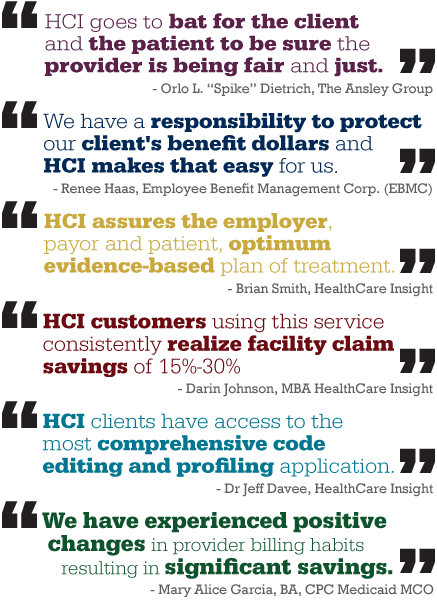 “ HCI goes to bat for the client
and the patient to be sure the
provider is being fair and just. ”
- Orlo L. “Spike” Dietrich, The Ansley Group
“ We have a responsibility to protect
our client's benefit dollars and
HCI makes that easy for us. ”
- Renee Haas, Employee Benefit Management Corp. (EBMC)
“ HCI assures the employer,
payor and patient, optimum
evidence-based plan of treatment. ”
- Brian Smith, HealthCare Insight
“ HCI customers using this service
consistently realize facility claim
savings of 15%-30% ”
- Darin Johnson, MBA HealthCare Insight
“ HCI clients have access to the
most comprehensive code
editing and profiling application. ”
- Dr Jeff Davee, HealthCare Insight
“ We have experienced positive
changes in provider billing habits
resulting in significant savings. ”
- Mary Alice Garcia, BA, CPC Medicaid MCO